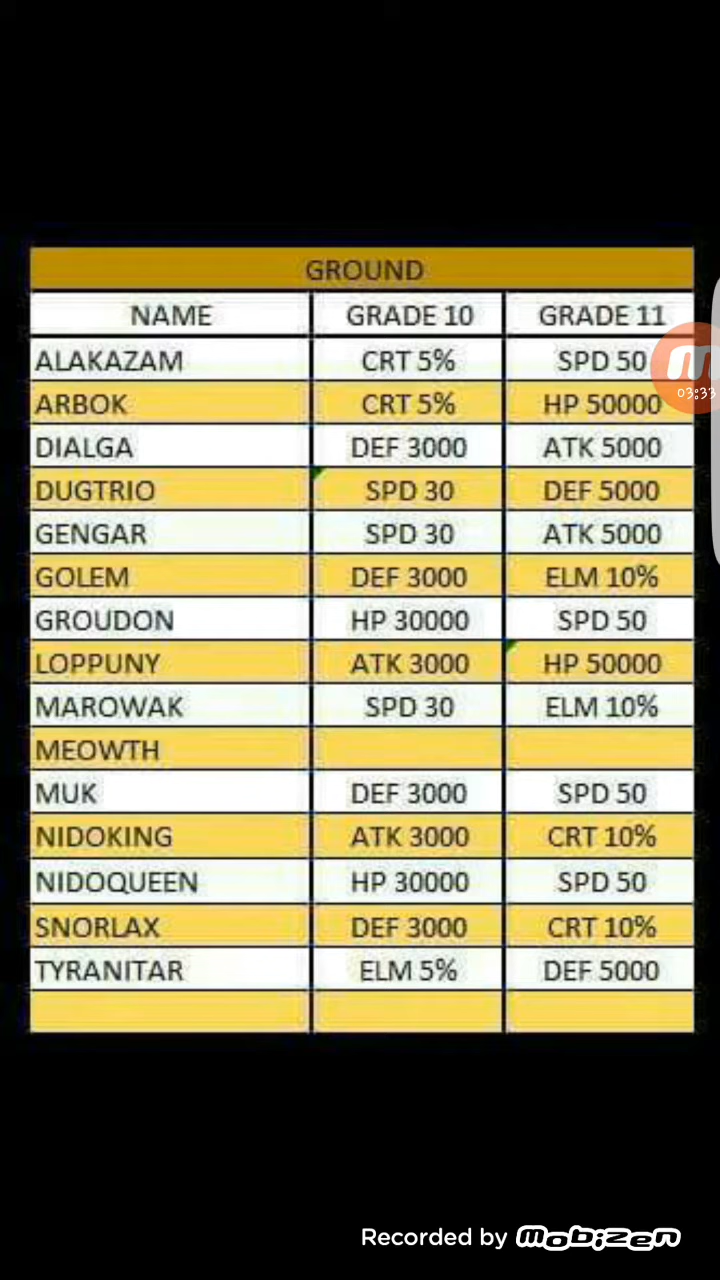 GROUND
NAME GRADE 10 GRADE 11
ALAKAZAM CRT 5% SPD 50
ARBOK CRT 5% HP 50000
DIALGA DEF 3000 ATK 5000
DUGTRIO SPD 30 DEF 5000
GENGAR SPD 30 ATK 5000
GOLEM DEF 3000 ELM 10%
GROUDON HP 30000 SPD 50
LOPPUNY ATK 3000 HP 50000
MAROWAK SPD 30 ELM 10%
MEOWTH
MUK DEF 3000 SPD 50
NIDOKING ATK 3000 CRT 10%
NIDOQUEEN HP 30000 SPD 50
SNORLAX DEF 3000 CRT 10%
TYRANITAR ELM 5% DEF 5000
m
03:33
Recorded by Mobizen